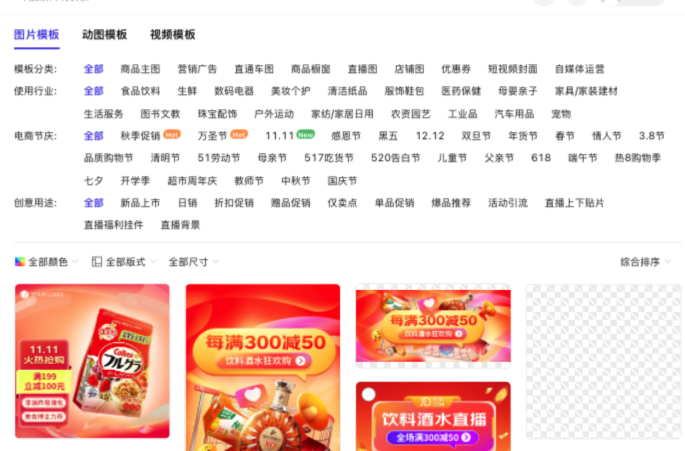 图片模板 动图模板 视频模板
模板分类: 全部 商品主图 营销广告 直通车图 商品橱窗 直播图 店铺图 优惠券 短视频封面 自媒体运营
使用行业: 全部 食品饮料 生鲜 数码电器 美妆个护 清洁纸品 服饰鞋包 医药保健 母婴亲子 家具/家装建材
生活服务 图书文教 珠宝配饰 户外运动 家纺/家居日用 农资园艺 工业品 汽车用品 宠物
电商节庆: 全部 秋季促销 Hot 万圣节 Hot 11.11 New 感恩节 黑五 12.12 双旦节 年货节 春节 情人节 3.8节
品质购物节 清明节 51劳动节 母亲节 517吃货节 520告白节 儿童节 父亲节 618 端午节 热8购物季
七夕 开学季 超市周年庆 教师节 中秋节 国庆节
创意用途: 全部 新品上市 日销 折扣促销 赠品促销 仅卖点 单品促销 爆品推荐 活动引流 直播上下贴片
直播福利挂件 直播背景
全部颜色 全部版式 全部尺寸 综合排序
11.11
火热抢购
满199
立减100元
Calbee
フルグラ
每满300减50
饮料酒水狂欢购
XO
每满300减50
饮料酒水狂欢购
饮料酒水直播
全场满300减50